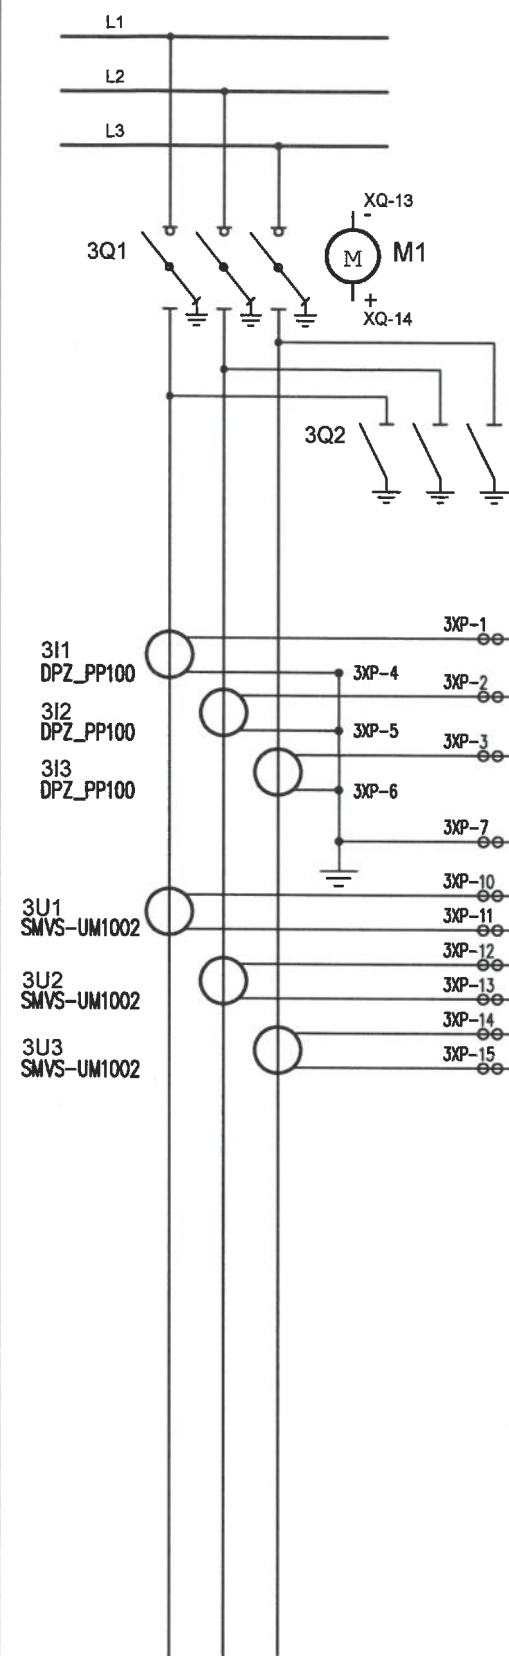 L1
L2
L3
XQ-13
-
3Q1
M
M1
+
XQ-14
3Q2
3XP-1
3I1
DPZ_PP100
3XP-4
3XP-2
3I2
DPZ_PP100
3XP-5
3XP-3
3I3
DPZ_PP100
3XP-6
3XP-7
3XP-10
3U1
SMVS-UM1002
3XP-11
3XP-12
3U2
SMVS-UM1002
3XP-13
3XP-14
3U3
SMVS-UM1002
3XP-15